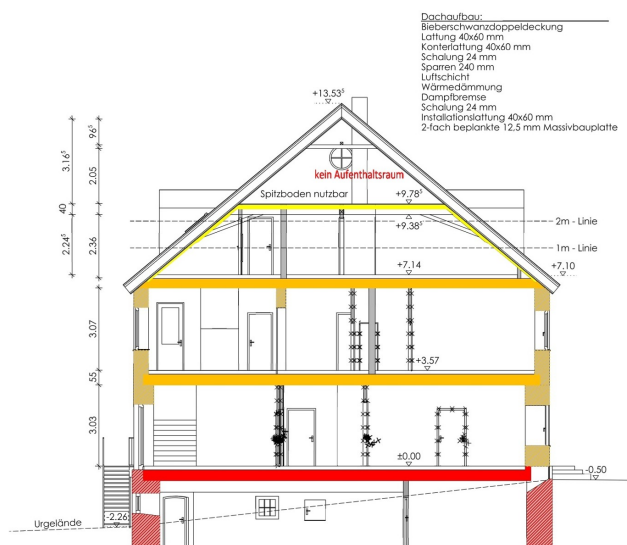 Dachaufbau:
Bieberschwanzdoppeldeckung
Lattung 40x60 mm
Konterlattung 40x60 mm
Schalung 24 mm
Sparren 240 mm
Luftschicht
Wärmedämmung
Dampfbremse
Schalung 24 mm
Installationslattung 40x60 mm
2-fach beplankte 12,5 mm Massivbauplatte
+13.53⁵
96⁵
3.16⁵
2.05
kein Aufenthaltsraum
Spitzboden nutzbar
+9.78⁵
40
+9.38⁵
2m - Linie
2.24⁵
2.36
1m - Linie
+7.14
+7.10
3.07
+3.57
55
3.03
±0.00
-0.50
-2.26
Urgelände